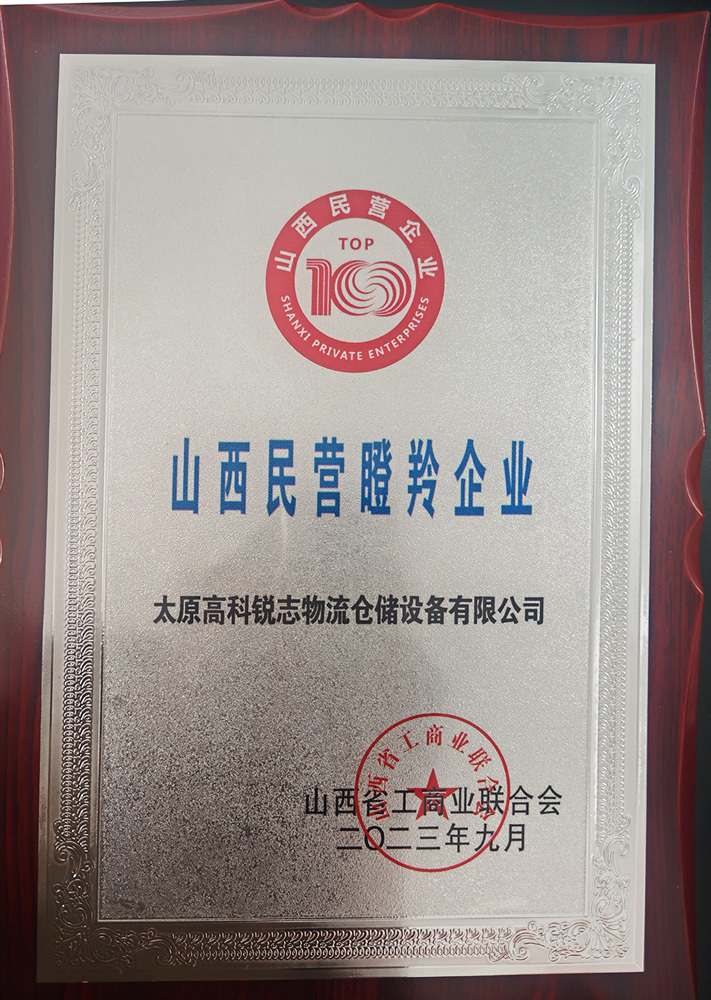 山西民营企业
TOP
100
SHANXI PRIVATE ENTERPRISES
山西民营瞪羚企业
太原高科锐志物流仓储设备有限公司
山西省工商业联合会
山西省工商业联合会
二〇二三年九月